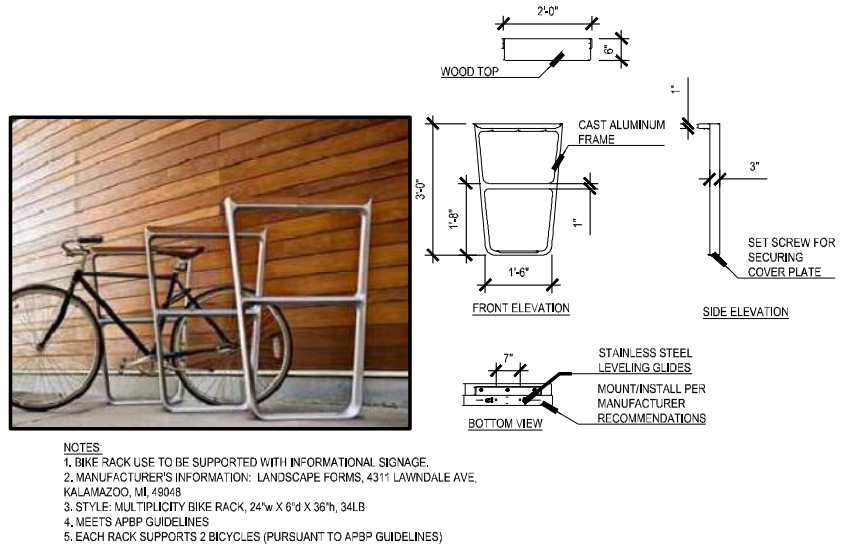 2'-0"
6"
WOOD TOP
1"
CAST ALUMINUM
FRAME
3'-0"
3"
1'-8"
1"
1'-6"
SET SCREW FOR
SECURING
COVER PLATE
FRONT ELEVATION
SIDE ELEVATION
7"
STAINLESS STEEL
LEVELING GLIDES
MOUNT/INSTALL PER
MANUFACTURER
RECOMMENDATIONS
BOTTOM VIEW
NOTES:
1. BIKE RACK USE TO BE SUPPORTED WITH INFORMATIONAL SIGNAGE.
2. MANUFACTURER'S INFORMATION: LANDSCAPE FORMS, 4311 LAWNDALE AVE,
KALAMAZOO, MI, 49048
3. STYLE: MULTIPLICITY BIKE RACK, 24"w X 6"d X 36"h, 34LB
4. MEETS APBP GUIDELINES
5. EACH RACK SUPPORTS 2 BICYCLES (PURSUANT TO APBP GUIDELINES)